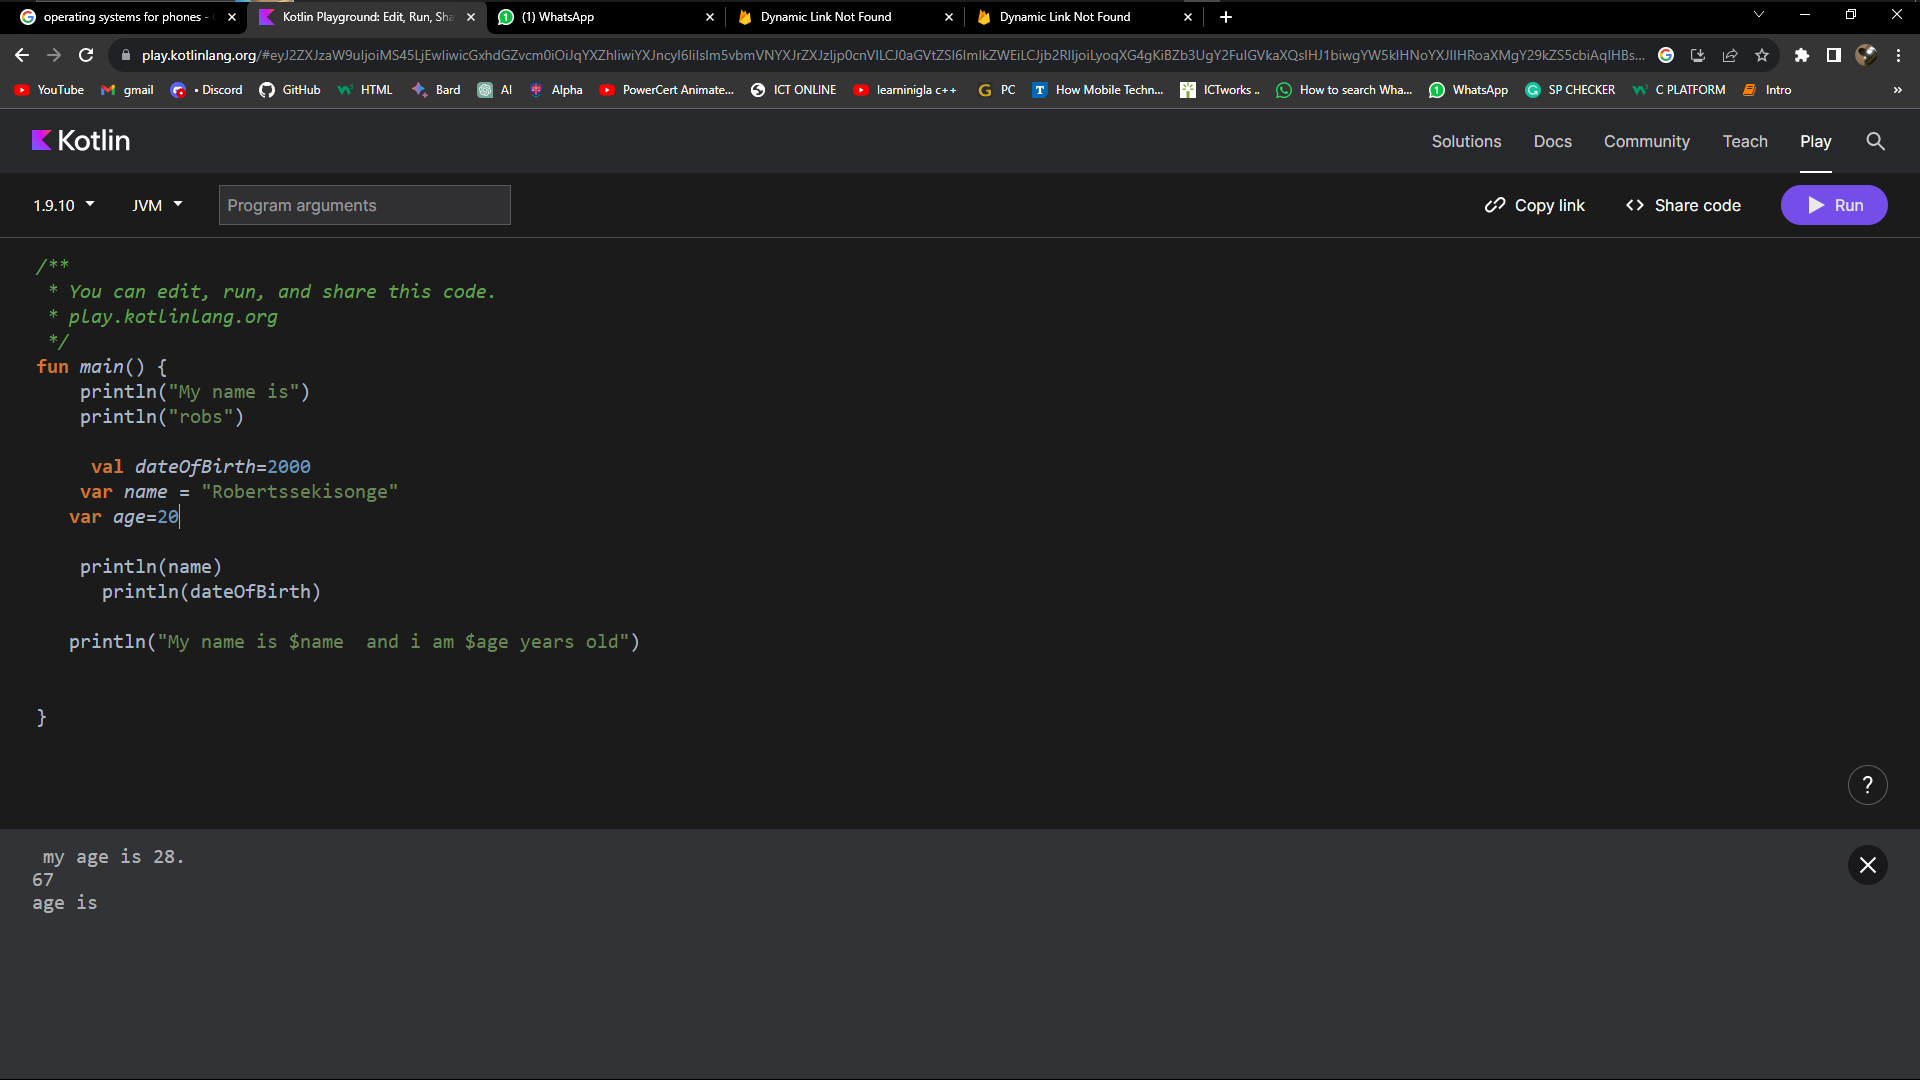 operating systems for phones -
Kotlin Playground: Edit, Run, Sha
(1) WhatsApp
Dynamic Link Not Found
Dynamic Link Not Found
play.kotlinlang.org/
YouTube
gmail
• Discord
GitHub
HTML
Bard
AI
Alpha
PowerCert Animate...
ICT ONLINE
learninigla c++
PC
How Mobile Techn...
ICTworks ..
How to search Wha...
WhatsApp
SP CHECKER
C PLATFORM
Intro
»
Kotlin
Solutions
Docs
Community
Teach
Play
1.9.10
JVM
Program arguments
Copy link
<> Share code
Run
/**
* You can edit, run, and share this code.
* play.kotlinlang.org
*/
fun main() {
println("My name is")
println("robs")
val dateOfBirth=2000
var name = "Robertssekisonge"
var age=20
println(name)
println(dateOfBirth)
println("My name is $name  and i am $age years old")
}
?
my age is 28.
67
age is